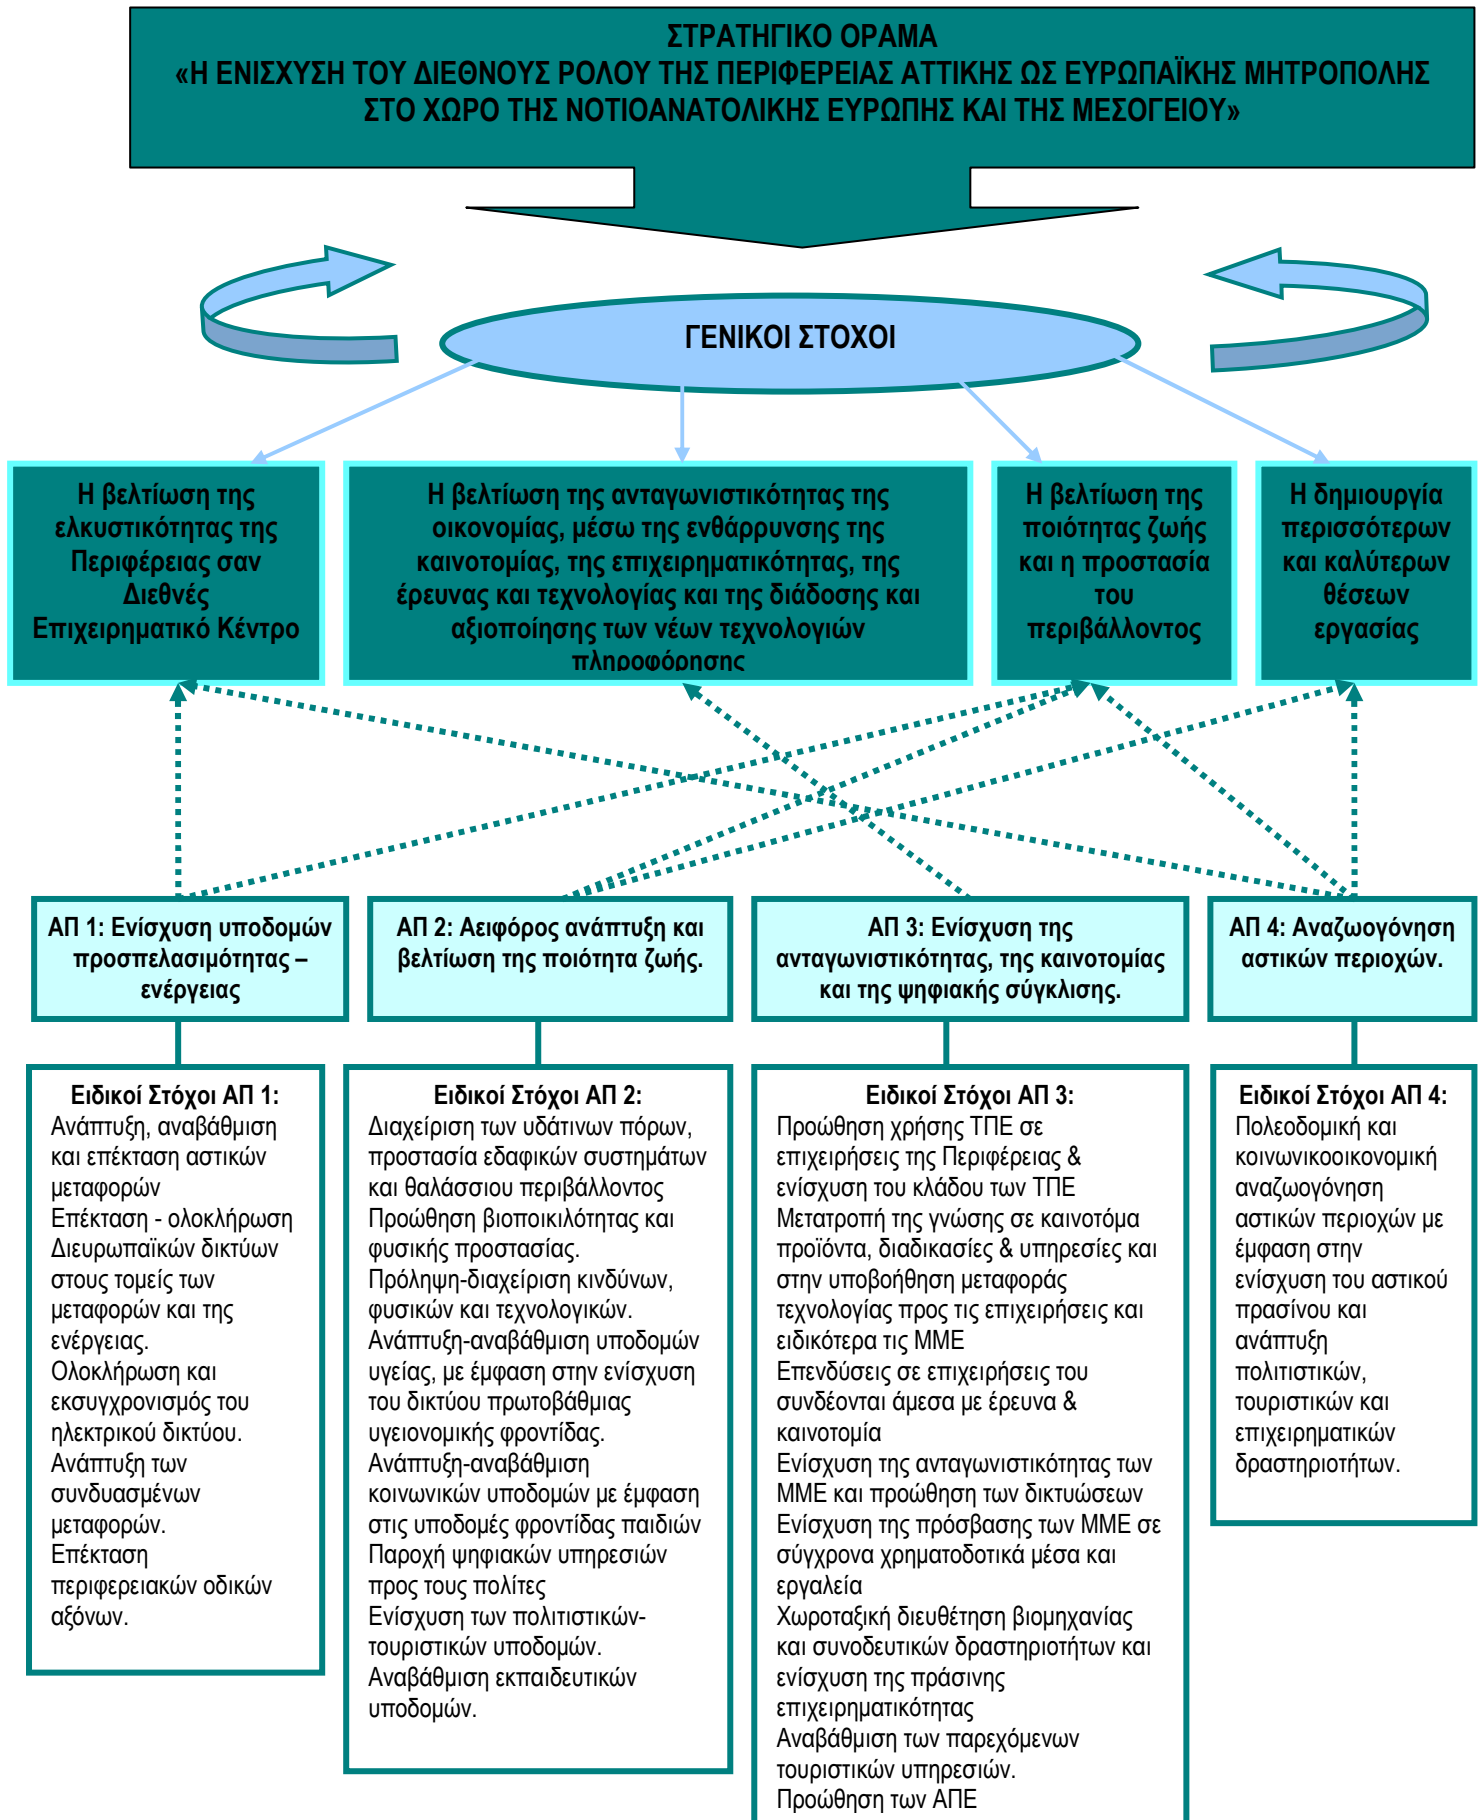 ΣΤΡΑΤΗΓΙΚΟ ΟΡΑΜΑ
«Η ΕΝΙΣΧΥΣΗ ΤΟΥ ΔΙΕΘΝΟΥΣ ΡΟΛΟΥ ΤΗΣ ΠΕΡΙΦΕΡΕΙΑΣ ΑΤΤΙΚΗΣ ΩΣ ΕΥΡΩΠΑΪΚΗΣ ΜΗΤΡΟΠΟΛΗΣ
ΣΤΟ ΧΩΡΟ ΤΗΣ ΝΟΤΙΟΑΝΑΤΟΛΙΚΗΣ ΕΥΡΩΠΗΣ ΚΑΙ ΤΗΣ ΜΕΣΟΓΕΙΟΥ»
ΓΕΝΙΚΟΙ ΣΤΟΧΟΙ
Η βελτίωση της
ελκυστικότητας της
Περιφέρειας σαν
Διεθνές
Επιχειρηματικό Κέντρο
Η βελτίωση της ανταγωνιστικότητας της
οικονομίας, μέσω της ενθάρρυνσης της
καινοτομίας, της επιχειρηματικότητας, της
έρευνας και τεχνολογίας και της διάδοσης και
αξιοποίησης των νέων τεχνολογιών
πληροφόρησης
Η βελτίωση της
ποιότητας ζωής
και η προστασία
του
περιβάλλοντος
Η δημιουργία
περισσότερων
και καλύτερων
θέσεων
εργασίας
ΑΠ 1: Ενίσχυση υποδομών
προσπελασιμότητας –
ενέργειας
ΑΠ 2: Αειφόρος ανάπτυξη και
βελτίωση της ποιότητα ζωής.
ΑΠ 3: Ενίσχυση της
ανταγωνιστικότητας, της καινοτομίας
και της ψηφιακής σύγκλισης.
ΑΠ 4: Αναζωογόνηση
αστικών περιοχών.
Ειδικοί Στόχοι ΑΠ 1:
Ανάπτυξη, αναβάθμιση
και επέκταση αστικών
μεταφορών
Επέκταση - ολοκλήρωση
Διευρωπαϊκών δικτύων
στους τομείς των
μεταφορών και της
ενέργειας.
Ολοκλήρωση και
εκσυγχρονισμός του
ηλεκτρικού δικτύου.
Ανάπτυξη των
συνδυασμένων
μεταφορών.
Επέκταση
περιφερειακών οδικών
αξόνων.
Ειδικοί Στόχοι ΑΠ 2:
Διαχείριση των υδάτινων πόρων,
προστασία εδαφικών συστημάτων
και θαλάσσιου περιβάλλοντος
Προώθηση βιοποικιλότητας και
φυσικής προστασίας.
Πρόληψη-διαχείριση κινδύνων,
φυσικών και τεχνολογικών.
Ανάπτυξη-αναβάθμιση υποδομών
υγείας, με έμφαση στην ενίσχυση
του δικτύου πρωτοβάθμιας
υγειονομικής φροντίδας.
Ανάπτυξη-αναβάθμιση
κοινωνικών υποδομών με έμφαση
στις υποδομές φροντίδας παιδιών
Παροχή ψηφιακών υπηρεσιών
προς τους πολίτες
Ενίσχυση των πολιτιστικών-
τουριστικών υποδομών.
Αναβάθμιση εκπαιδευτικών
υποδομών.
Ειδικοί Στόχοι ΑΠ 3:
Προώθηση χρήσης ΤΠΕ σε
επιχειρήσεις της Περιφέρειας &
ενίσχυση του κλάδου των ΤΠΕ
Μετατροπή της γνώσης σε καινοτόμα
προϊόντα, διαδικασίες & υπηρεσίες και
στην υποβοήθηση μεταφοράς
τεχνολογίας προς τις επιχειρήσεις και
ειδικότερα τις ΜΜΕ
Επενδύσεις σε επιχειρήσεις του
συνδέονται άμεσα με έρευνα &
καινοτομία
Ενίσχυση της ανταγωνιστικότητας των
ΜΜΕ και προώθηση των δικτυώσεων
Ενίσχυση της πρόσβασης των ΜΜΕ σε
σύγχρονα χρηματοδοτικά μέσα και
εργαλεία
Χωροταξική διευθέτηση βιομηχανίας
και συνοδευτικών δραστηριοτήτων και
ενίσχυση της πράσινης
επιχειρηματικότητας
Αναβάθμιση των παρεχόμενων
τουριστικών υπηρεσιών.
Προώθηση των ΑΠΕ
Ειδικοί Στόχοι ΑΠ 4:
Πολεοδομική και
κοινωνικοοικονομική
αναζωογόνηση
αστικών περιοχών με
έμφαση στην
ενίσχυση του αστικού
πρασίνου και
ανάπτυξη
πολιτιστικών,
τουριστικών και
επιχειρηματικών
δραστηριοτήτων.